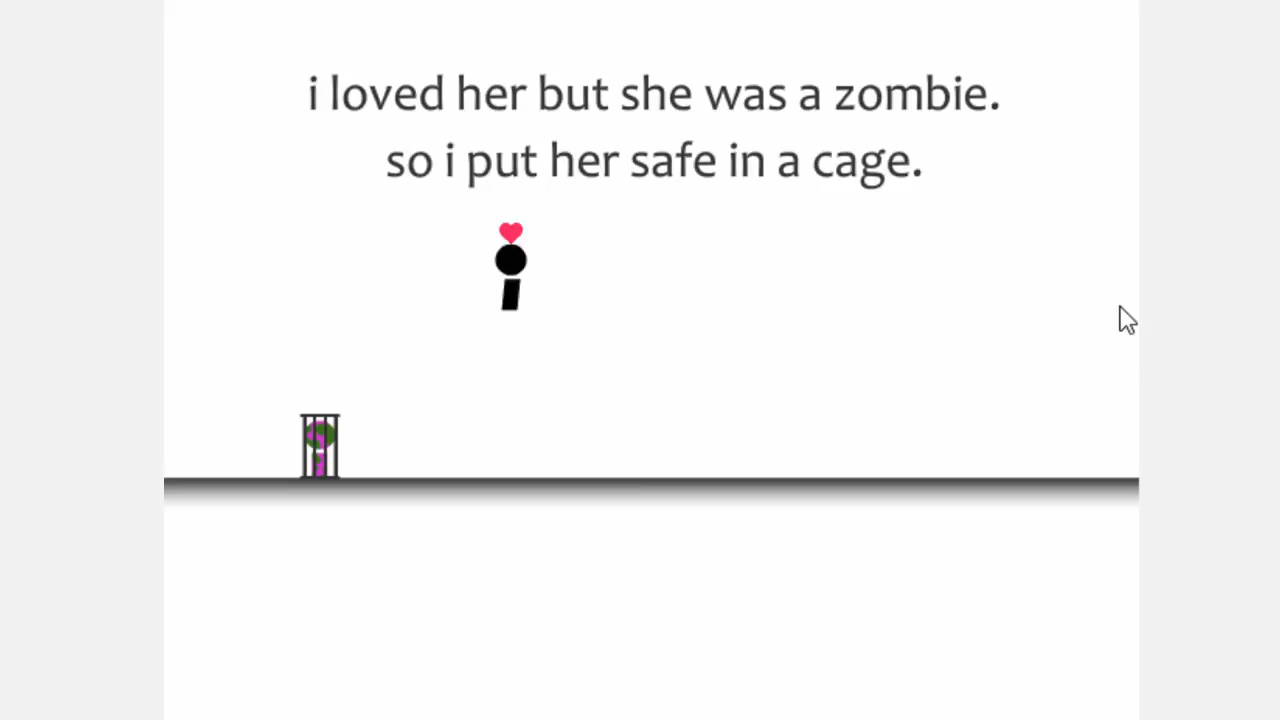 i loved her but she was a zombie.
so i put her safe in a cage.